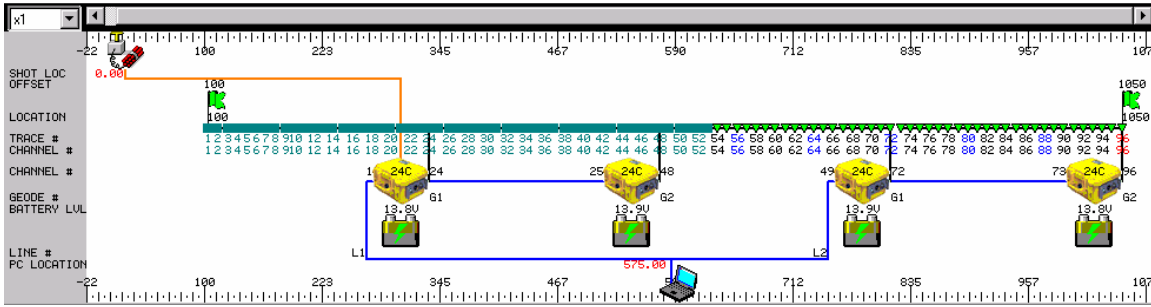 x1
-22 100 223 345 467 590 712 835 957 107
SHOT LOC 0.00
OFFSET
100 1050
LOCATION 100 1050
TRACE # 1 2 3 4 5 6 7 8 9 10 12 14 16 18 20 22 24 26 28 30 32 34 36 38 40 42 44 46 48 50 52 54 56 58 60 62 64 66 68 70 72 74 76 78 80 82 84 86 88 90 92 94 96
CHANNEL # 1 2 3 4 5 6 7 8 9 10 12 14 16 18 20 22 24 26 28 30 32 34 36 38 40 42 44 46 48 50 52 54 56 58 60 62 64 66 68 70 72 74 76 78 80 82 84 86 88 90 92 94 96
CHANNEL # 1 24C 24 25 24C 48 49 24C 72 73 24C 96
GEODE # G1 G2 G1 G2
BATTERY LVL 13.8V 13.9V 13.9V 13.8V
LINE # L1 L2
PC LOCATION 575.00
-22 100 223 345 467 712 835 957 107